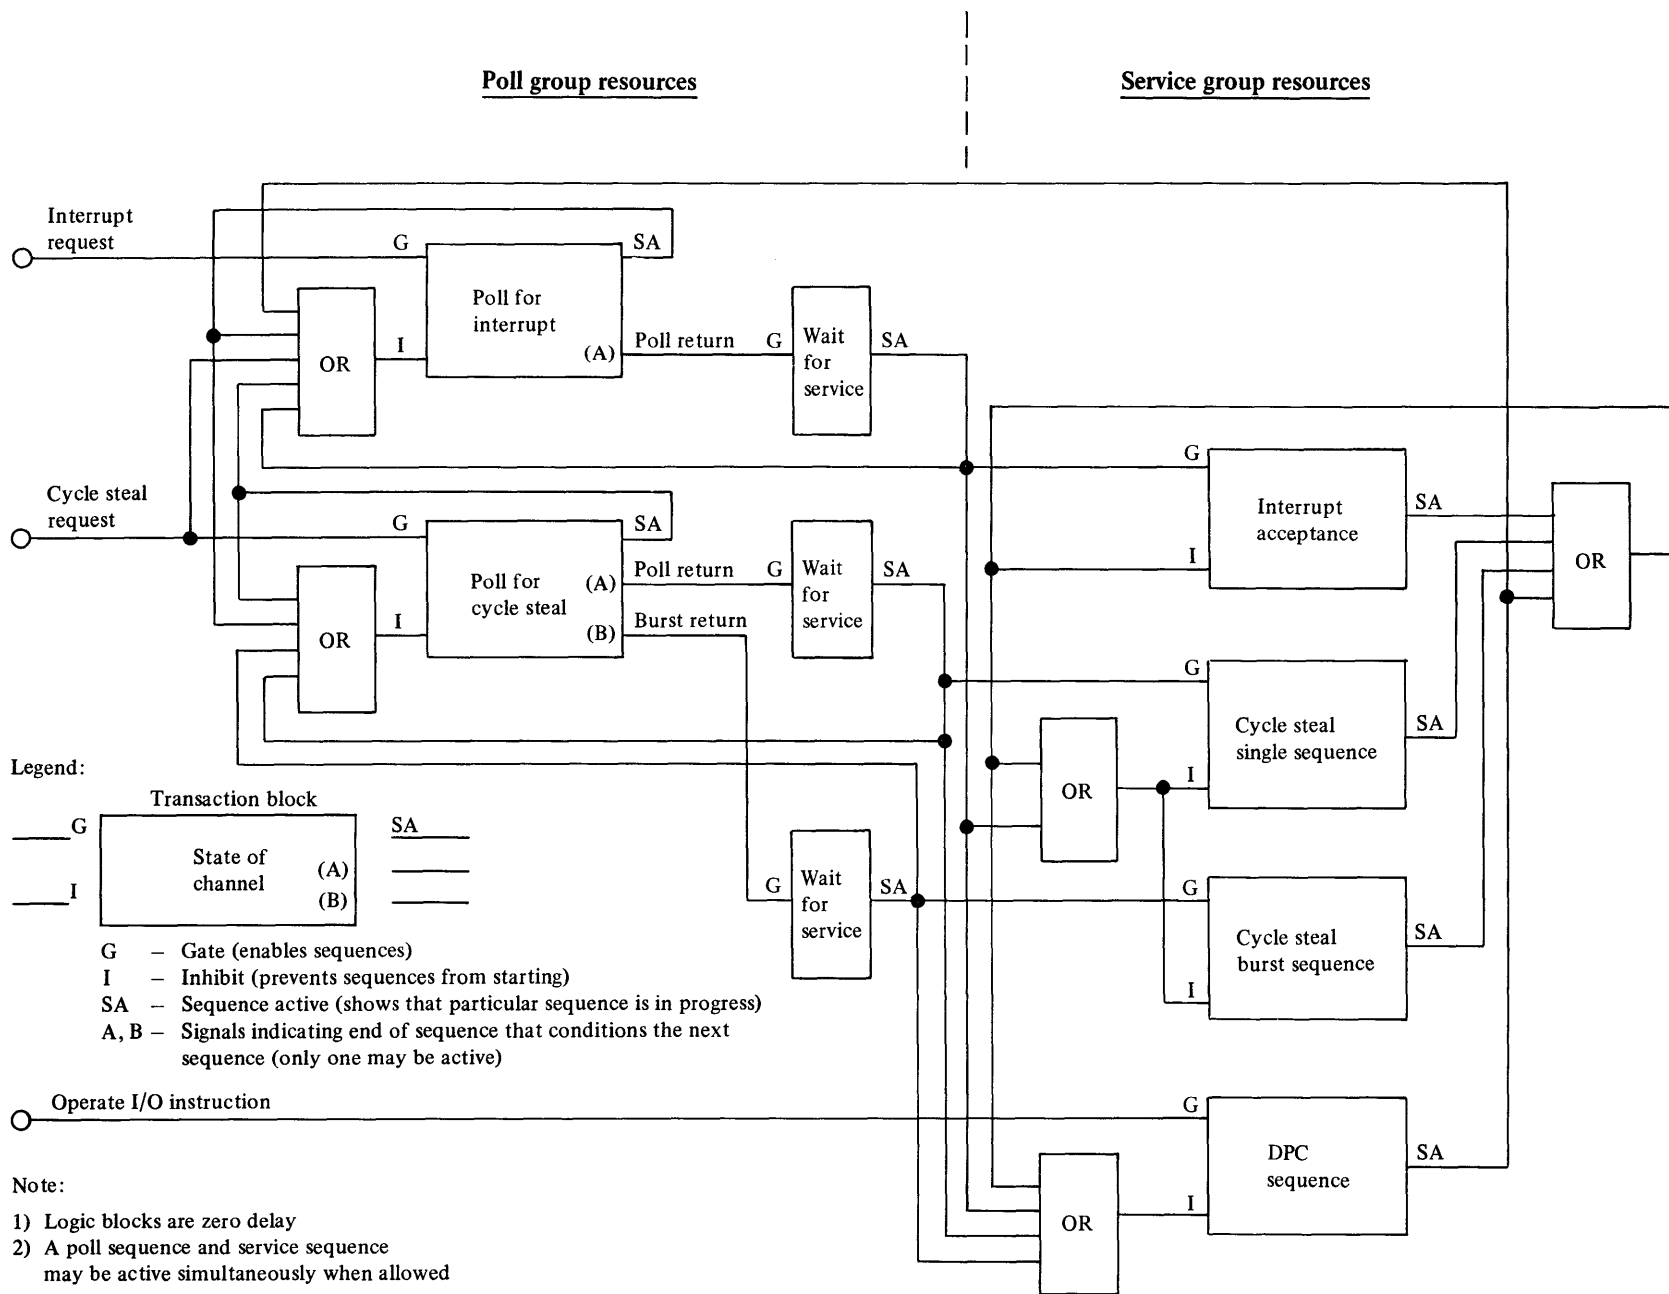 Poll group resources
Service group resources
Interrupt
request
G
SA
Poll for
interrupt
(A)
I
OR
Poll return
G
Wait
for
service
SA
Cycle steal
request
G
SA
Poll for
cycle steal
(A)
(B)
I
OR
Poll return
G
Wait
for
service
SA
Burst return
G
Wait
for
service
SA
G
I
Interrupt
acceptance
SA
OR
G
I
Cycle steal
single sequence
SA
OR
G
I
Cycle steal
burst sequence
SA
Legend:
Transaction block
G
I
State of
channel
(A)
(B)
SA
G – Gate (enables sequences)
I – Inhibit (prevents sequences from starting)
SA – Sequence active (shows that particular sequence is in progress)
A, B – Signals indicating end of sequence that conditions the next
sequence (only one may be active)
Operate I/O instruction
G
I
DPC
sequence
SA
OR
Note:
1) Logic blocks are zero delay
2) A poll sequence and service sequence
may be active simultaneously when allowed